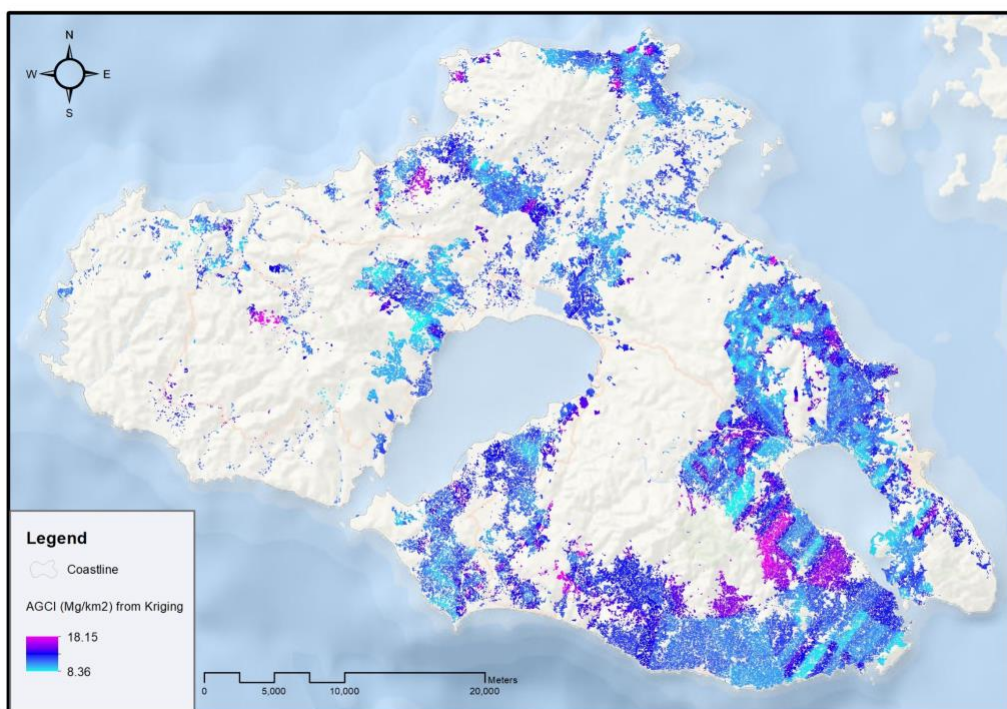 N
W E
S
Legend
Coastline
AGCI (Mg/km2) from Kriging
18.15
8.36
Meters
0 5,000 10,000 20,000